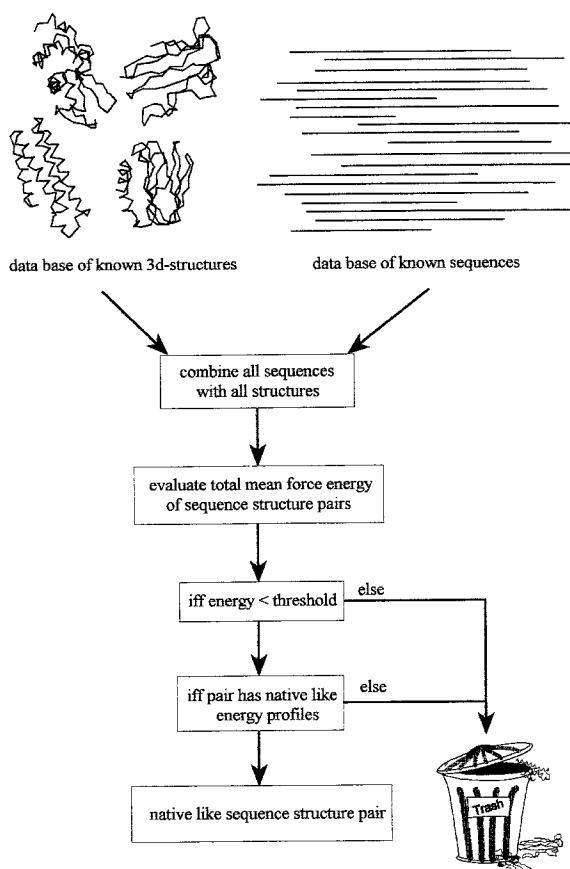 data base of known 3d-structures
data base of known sequences
combine all sequences
with all structures
evaluate total mean force energy
of sequence structure pairs
iff energy < threshold
else
iff pair has native like
energy profiles
else
native like sequence structure pair
Trash